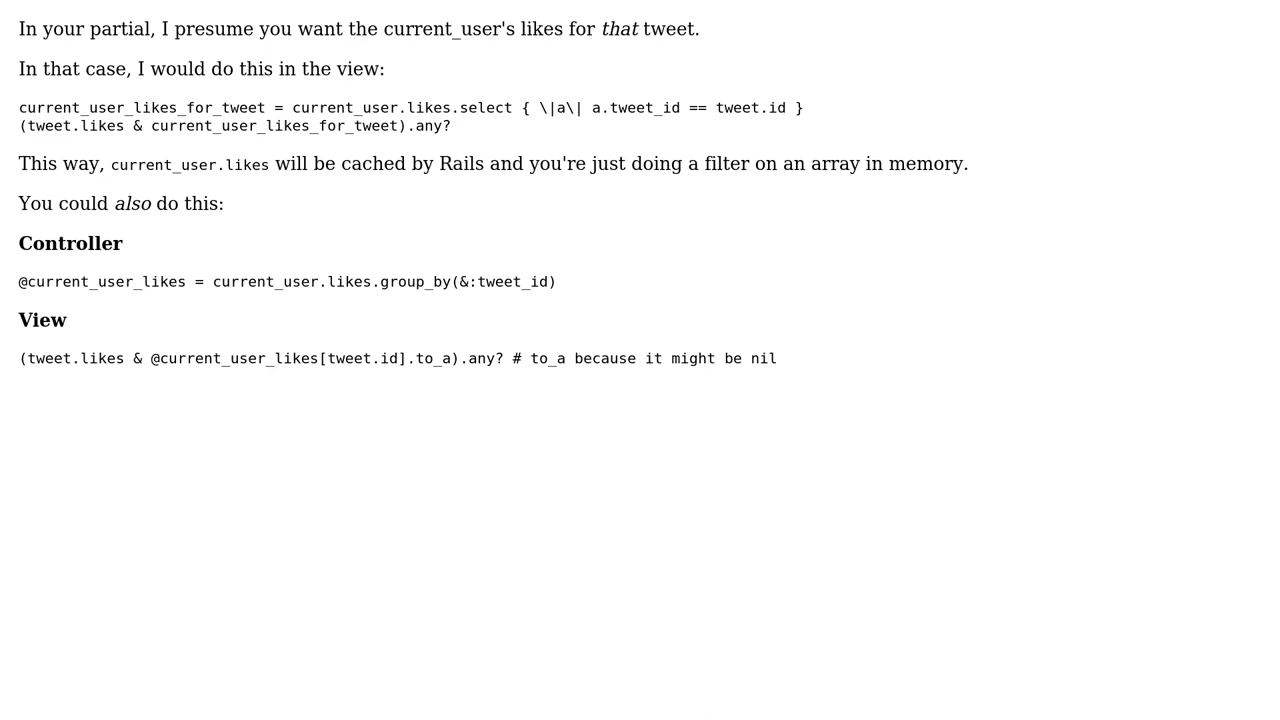 In your partial, I presume you want the current_user's likes for that tweet.
In that case, I would do this in the view:
current_user_likes_for_tweet = current_user.likes.select { \|a\| a.tweet_id == tweet.id }
(tweet.likes & current_user_likes_for_tweet).any?
This way, current_user.likes will be cached by Rails and you're just doing a filter on an array in memory.
You could also do this:
Controller
@current_user_likes = current_user.likes.group_by(&:tweet_id)
View
(tweet.likes & @current_user_likes[tweet.id].to_a).any? # to_a because it might be nil